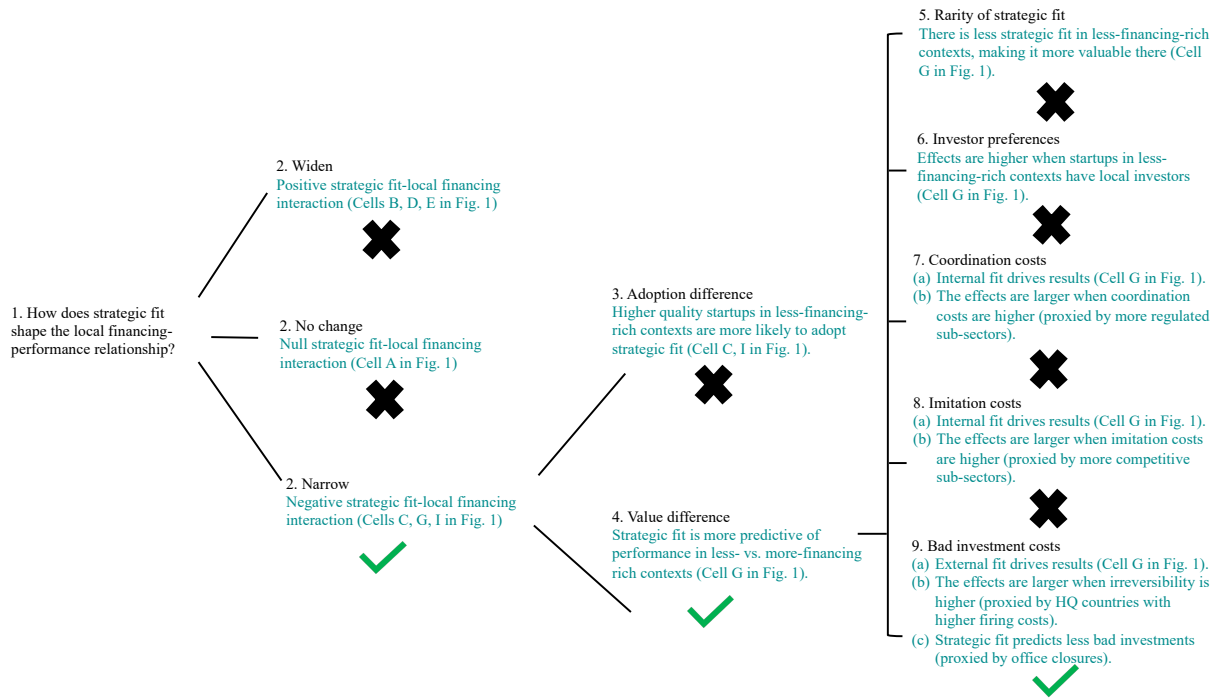 1. How does strategic fit
shape the local financing-
performance relationship?
2. Widen
Positive strategic fit-local financing
interaction (Cells B, D, E in Fig. 1)
2. No change
Null strategic fit-local financing
interaction (Cell A in Fig. 1)
2. Narrow
Negative strategic fit-local financing
interaction (Cells C, G, I in Fig. 1)
3. Adoption difference
Higher quality startups in less-financing-
rich contexts are more likely to adopt
strategic fit (Cell C, I in Fig. 1).
4. Value difference
Strategic fit is more predictive of
performance in less- vs. more-financing
rich contexts (Cell G in Fig. 1).
5. Rarity of strategic fit
There is less strategic fit in less-financing-rich
contexts, making it more valuable there (Cell
G in Fig. 1).
6. Investor preferences
Effects are higher when startups in less-
financing-rich contexts have local investors
(Cell G in Fig. 1).
7. Coordination costs
(a) Internal fit drives results (Cell G in Fig. 1).
(b) The effects are larger when coordination
costs are higher (proxied by more regulated
sub-sectors).
8. Imitation costs
(a) Internal fit drives results (Cell G in Fig. 1).
(b) The effects are larger when imitation costs
are higher (proxied by more competitive
sub-sectors).
9. Bad investment costs
(a) External fit drives results (Cell G in Fig. 1).
(b) The effects are larger when irreversibility is
higher (proxied by HQ countries with
higher firing costs).
(c) Strategic fit predicts less bad investments
(proxied by office closures).